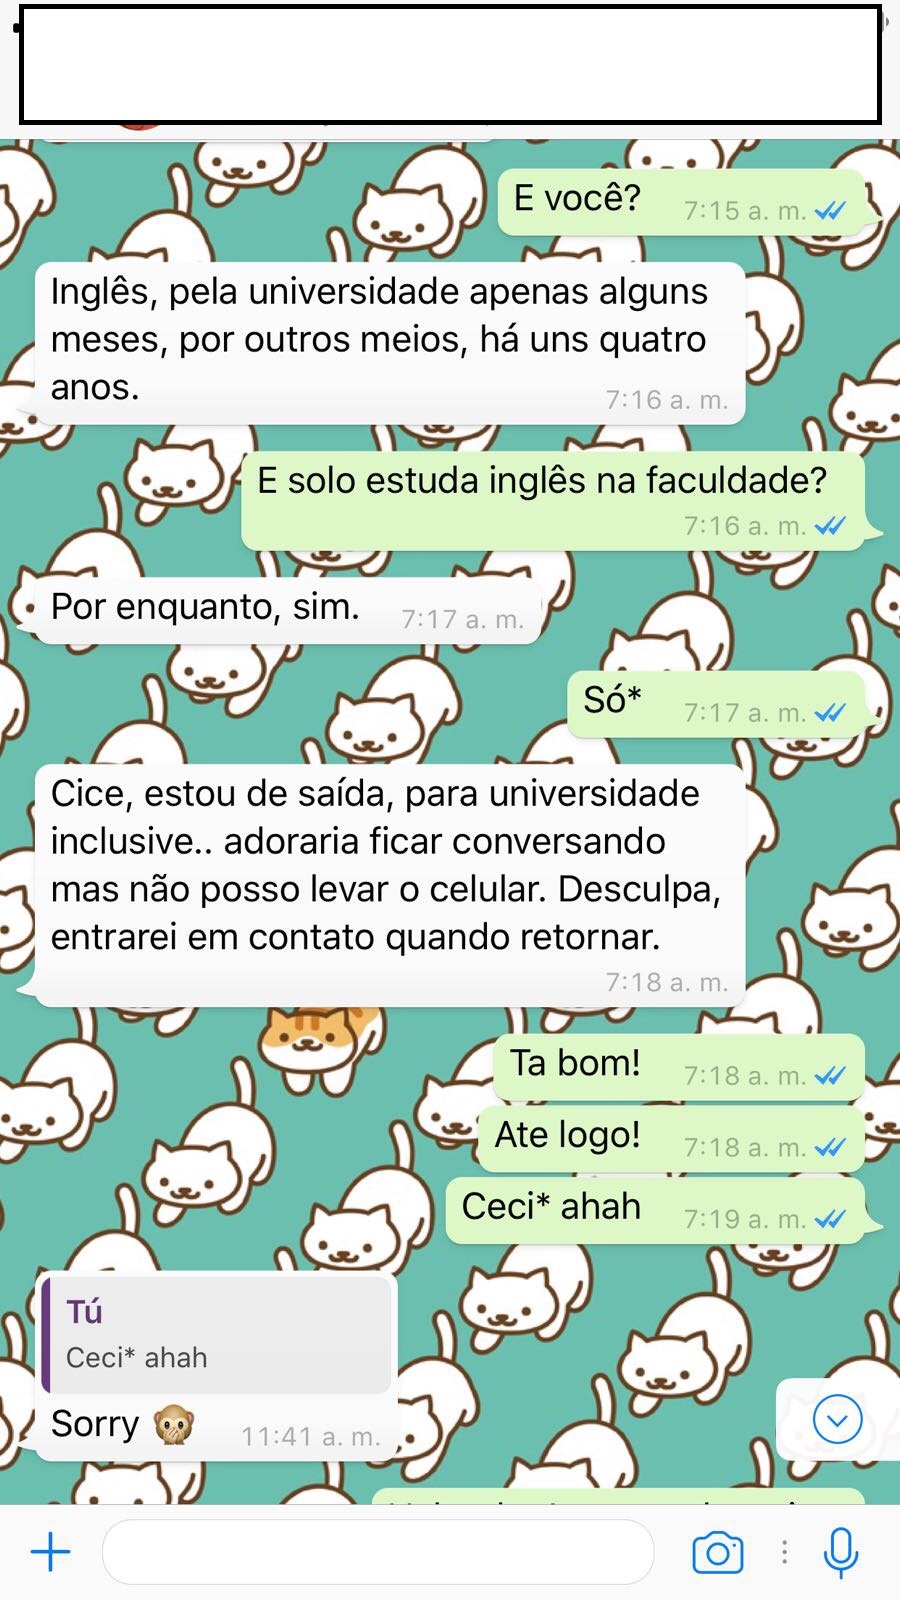 E você?
7:15 a. m.
Inglês, pela universidade apenas alguns
meses, por outros meios, há uns quatro
anos.
7:16 a. m.
E solo estuda inglês na faculdade?
7:16 a. m.
Por enquanto, sim.
7:17 a. m.
Só*
7:17 a. m.
Cice, estou de saída, para universidade
inclusive.. adoraria ficar conversando
mas não posso levar o celular. Desculpa,
entrarei em contato quando retornar.
7:18 a. m.
Ta bom!
7:18 a. m.
Ate logo!
7:18 a. m.
Ceci* ahah
7:19 a. m.
Tú
Ceci* ahah
Sorry 🙊
11:41 a. m.